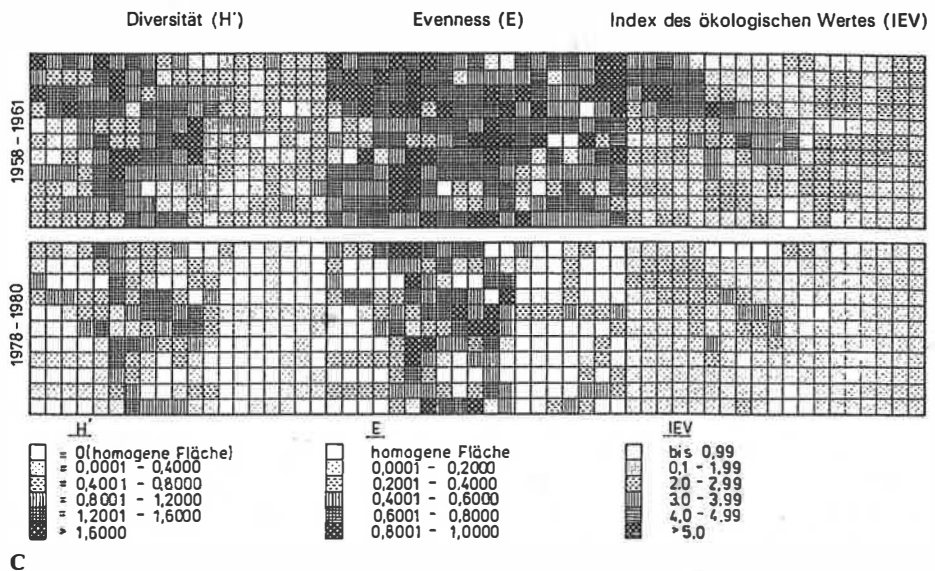 Diversität (H') Evenness (E) Index des ökologischen Wertes (IEV)
1958 – 1961
1978 – 1980
H'
= 0(homogene Fläche)
= 0,0001 – 0,4000
= 0,4001 – 0,8000
= 0,8001 – 1,2000
= 1,2001 – 1,6000
> 1,6000
E
homogene Fläche
0,0001 – 0,2000
0,2001 – 0,4000
0,4001 – 0,6000
0,6001 – 0,8000
0,8001 – 1,0000
IEV
bis 0,99
0,1 – 1,99
2,0 – 2,99
3,0 – 3,99
4,0 – 4,99
>5,0
C